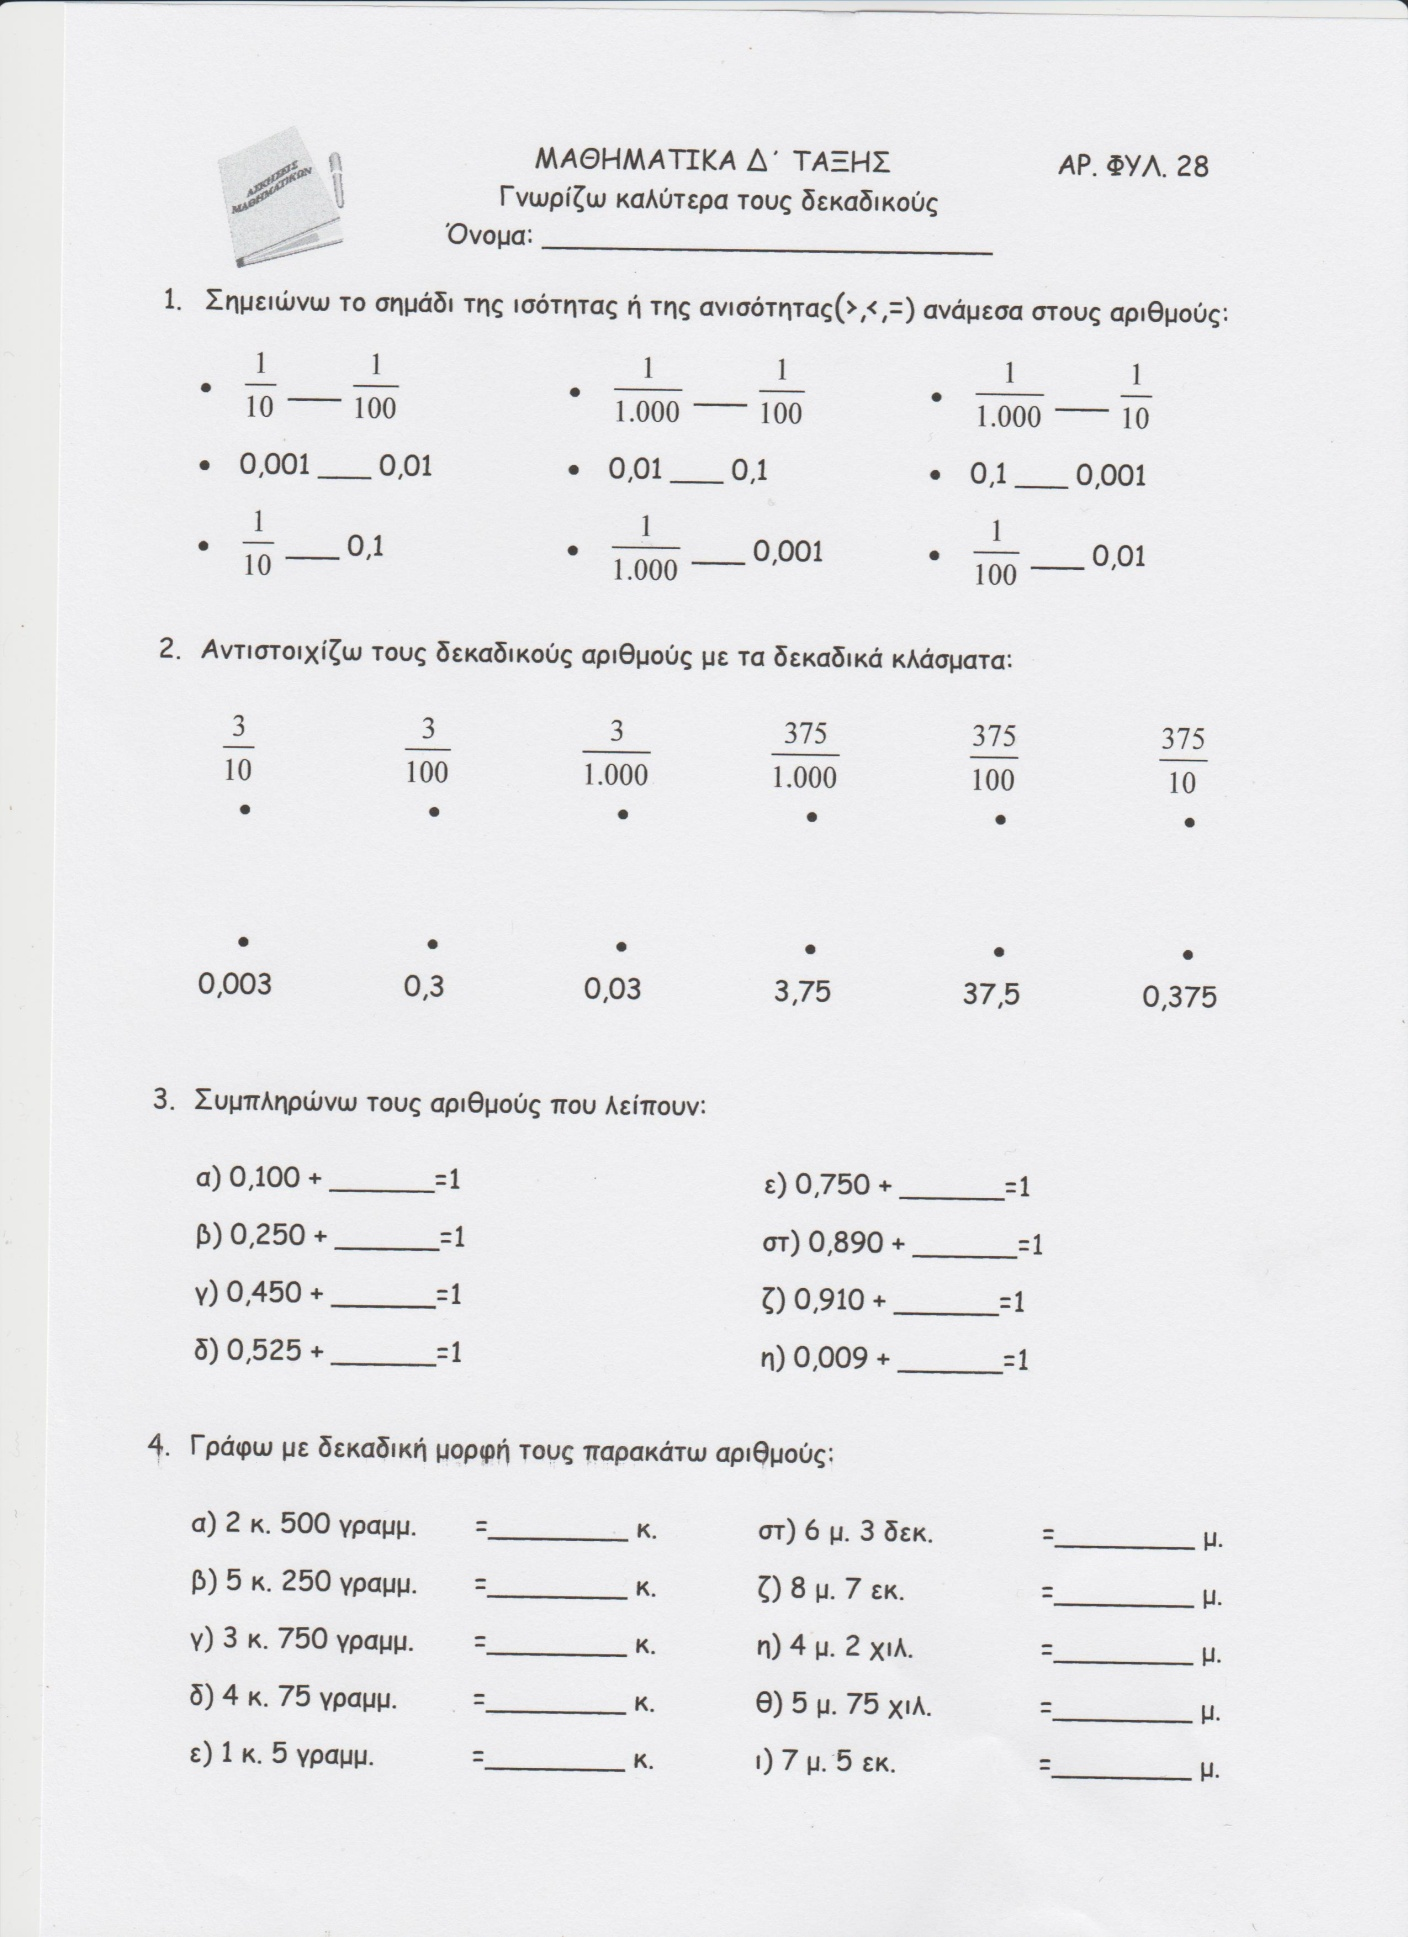 ΑΣΚΗΣΕΙΣ
ΜΑΘΗΜΑΤΙΚΩΝ
ΜΑΘΗΜΑΤΙΚΑ Δ΄ ΤΑΞΗΣ
ΑΡ. ΦΥΛ. 28
Γνωρίζω καλύτερα τους δεκαδικούς
Όνομα: ____________________
1. Σημειώνω το σημάδι της ισότητας ή της ανισότητας(>,<,=) ανάμεσα στους αριθμούς:
• 1/10 ___ 1/100 • 1/1.000 ___ 1/100 • 1/1.000 ___ 1/10
• 0,001 ___ 0,01 • 0,01 ___ 0,1 • 0,1 ___ 0,001
• 1/10 ___ 0,1 • 1/1.000 ___ 0,001 • 1/100 ___ 0,01
2. Αντιστοιχίζω τους δεκαδικούς αριθμούς με τα δεκαδικά κλάσματα:
3/10 3/100 3/1.000 375/1.000 375/100 375/10
0,003 0,3 0,03 3,75 37,5 0,375
3. Συμπληρώνω τους αριθμούς που λείπουν:
α) 0,100 + _______=1 ε) 0,750 + _______=1
β) 0,250 + _______=1 στ) 0,890 + _______=1
γ) 0,450 + _______=1 ζ) 0,910 + _______=1
δ) 0,525 + _______=1 η) 0,009 + _______=1
4. Γράφω με δεκαδική μορφή τους παρακάτω αριθμούς:
α) 2 κ. 500 γραμμ. =_________ κ. στ) 6 μ. 3 δεκ. =_________ μ.
β) 5 κ. 250 γραμμ. =_________ κ. ζ) 8 μ. 7 εκ. =_________ μ.
γ) 3 κ. 750 γραμμ. =_________ κ. η) 4 μ. 2 χιλ. =_________ μ.
δ) 4 κ. 75 γραμμ. =_________ κ. θ) 5 μ. 75 χιλ. =_________ μ.
ε) 1 κ. 5 γραμμ. =_________ κ. ι) 7 μ. 5 εκ. =_________ μ.